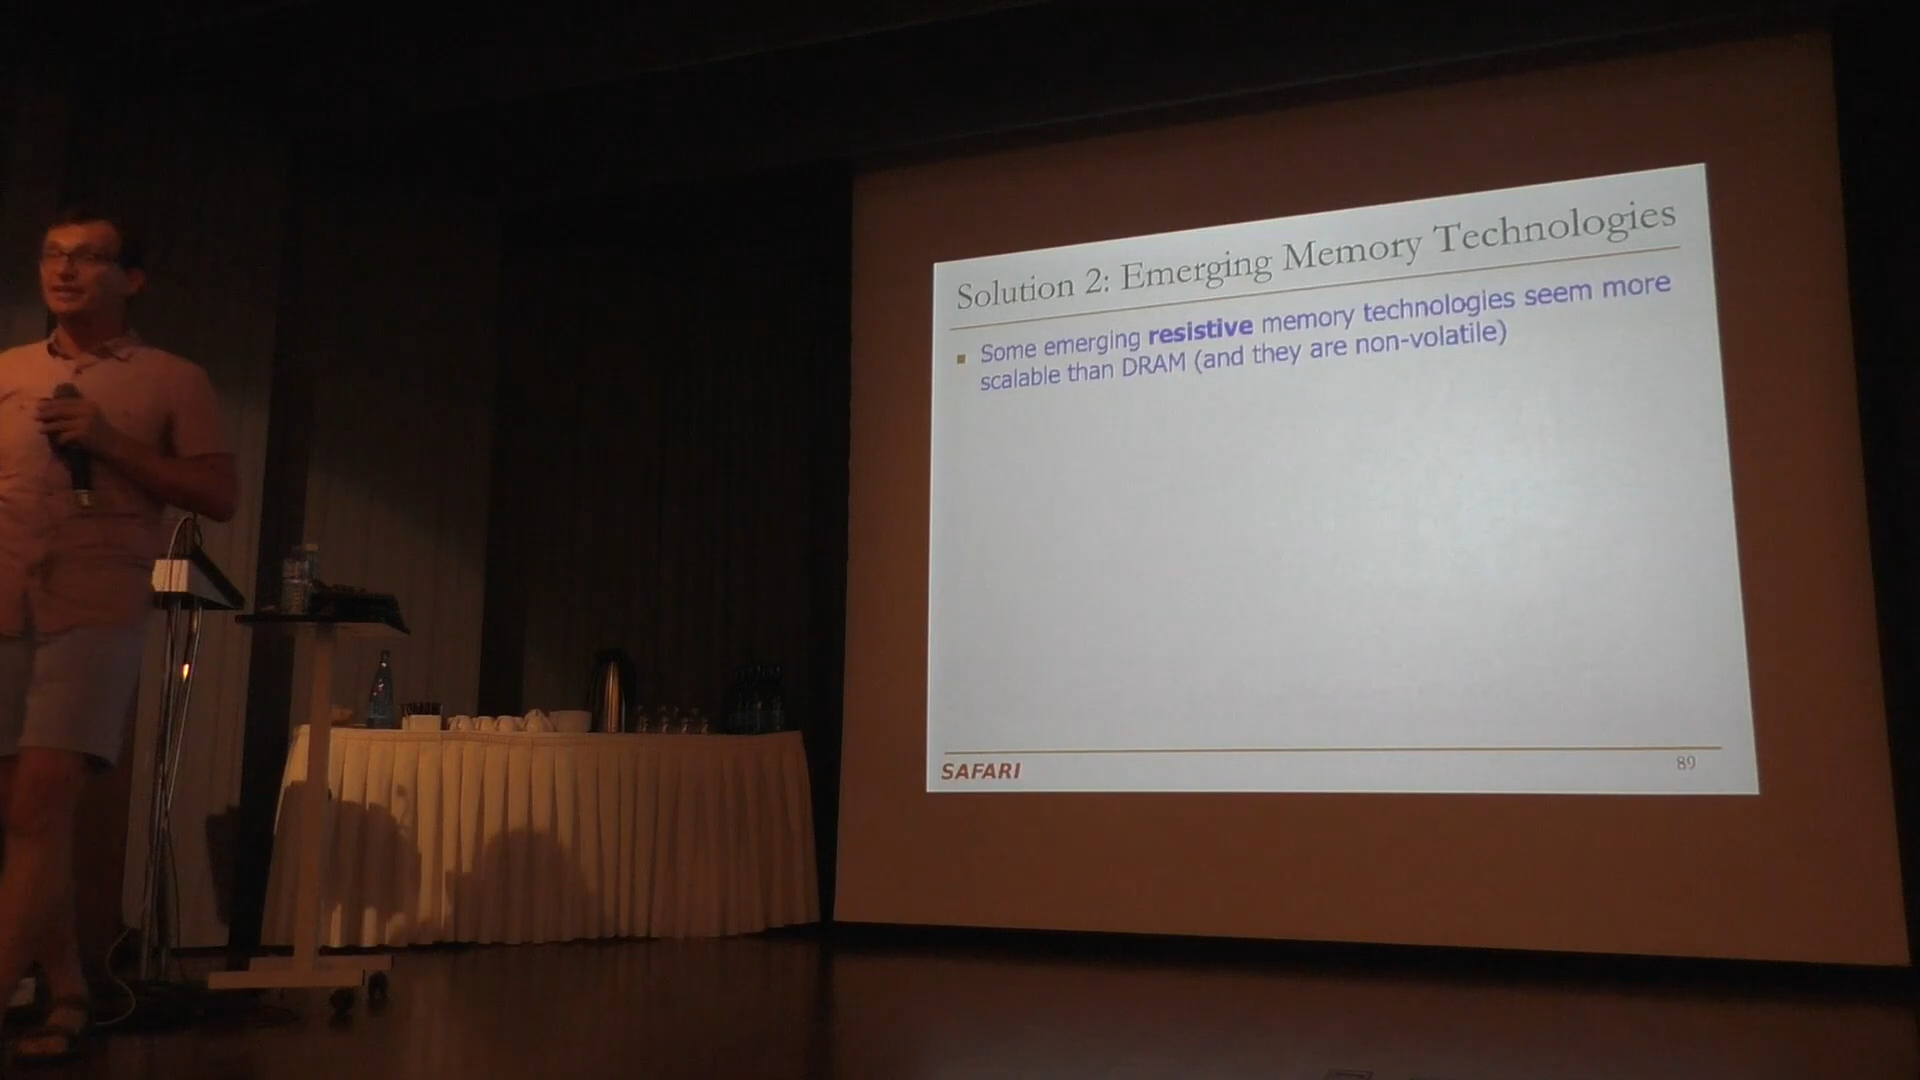 Solution 2: Emerging Memory Technologies
Some emerging resistive memory technologies seem more
scalable than DRAM (and they are non-volatile)
SAFARI
89